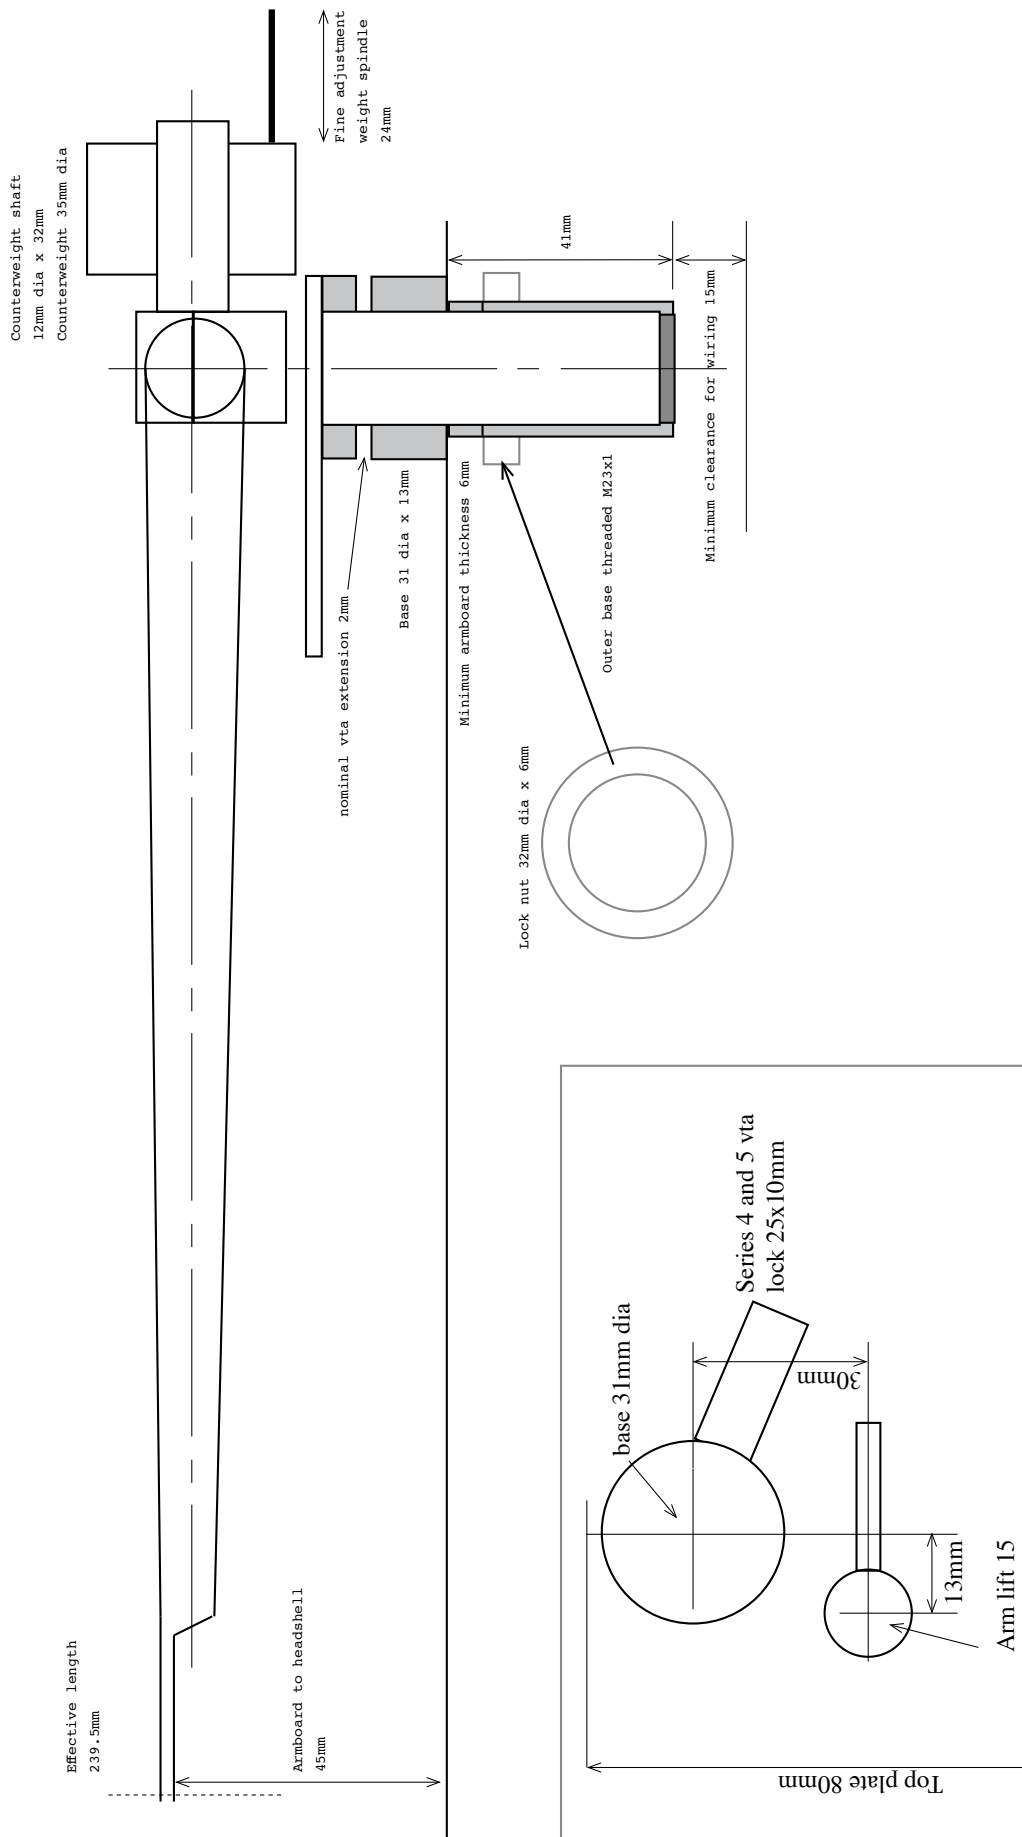 Counterweight shaft
12mm dia x 32mm
Counterweight 35mm dia
Fine adjustment
weight spindle
24mm
41mm
Minimum clearance for wiring 15mm
nominal vta extension 2mm
Base 31 dia x 13mm
Minimum armboard thickness 6mm
Outer base threaded M23x1
Lock nut 32mm dia x 6mm
Effective length
239.5mm
Armboard to headshell
45mm
Series 4 and 5 vta
lock 25x10mm
base 31mm dia
30mm
13mm
Arm lift 15
Top plate 80mm